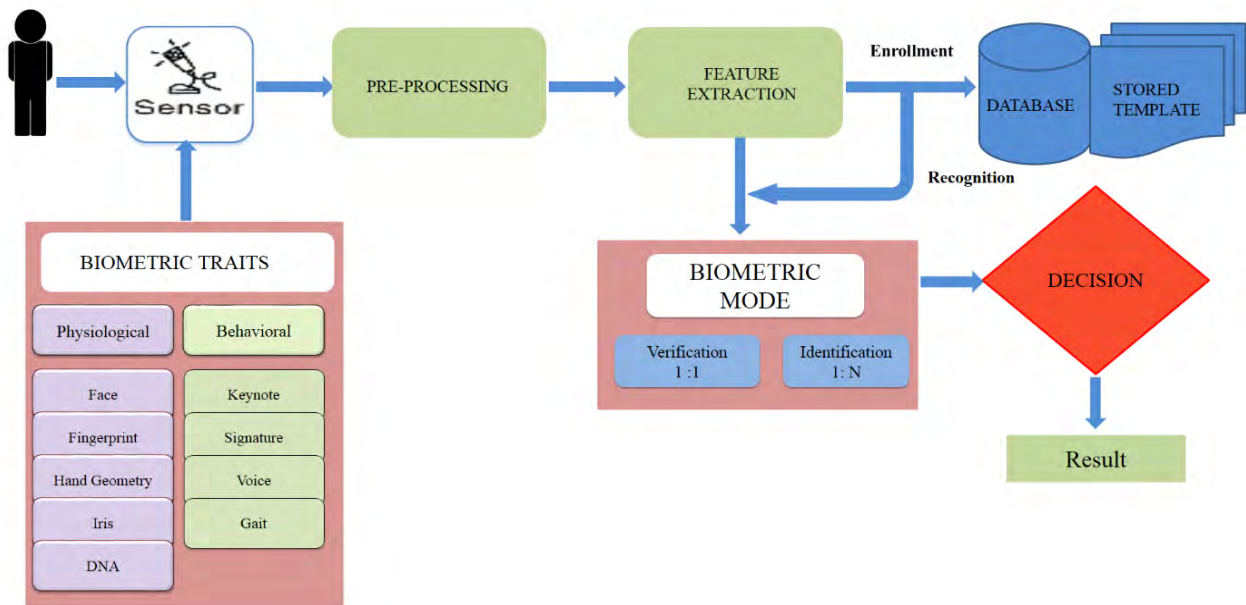 Sensor
PRE-PROCESSING
FEATURE
EXTRACTION
Enrollment
DATABASE
STORED
TEMPLATE
Recognition
BIOMETRIC TRAITS
Physiological
Behavioral
Face
Keynote
Fingerprint
Signature
Hand Geometry
Voice
Iris
Gait
DNA
BIOMETRIC
MODE
Verification
1 :1
Identification
1: N
DECISION
Result